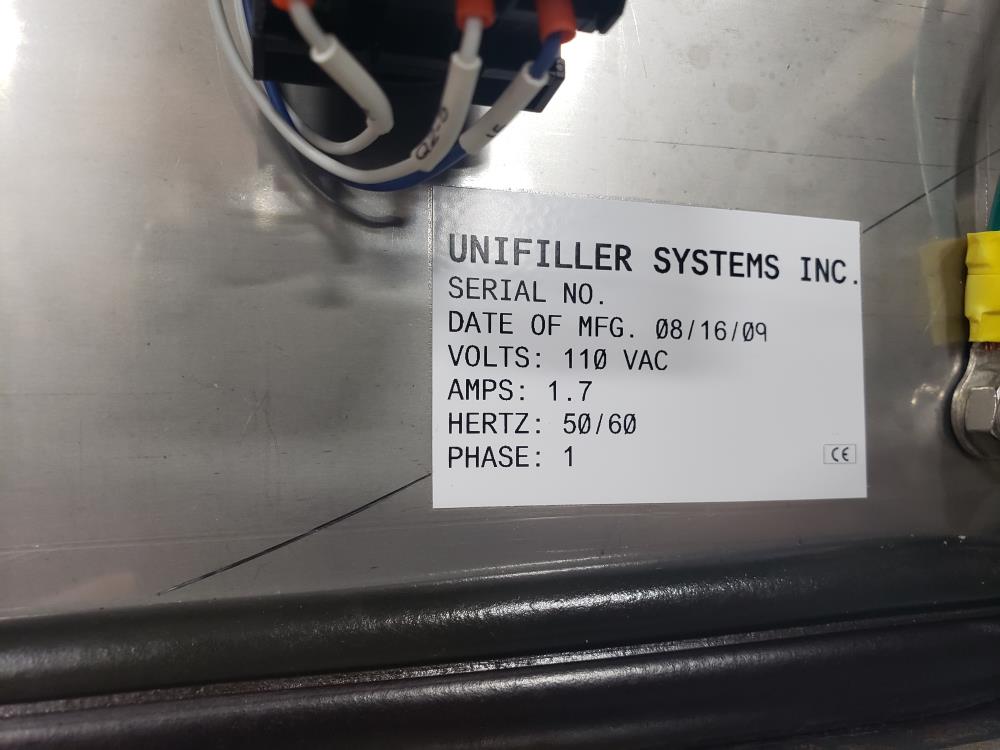 UNIFILLER SYSTEMS INC.
SERIAL NO.
DATE OF MFG. 08/16/09
VOLTS: 110 VAC
AMPS: 1.7
HERTZ: 50/60
PHASE: 1
CE